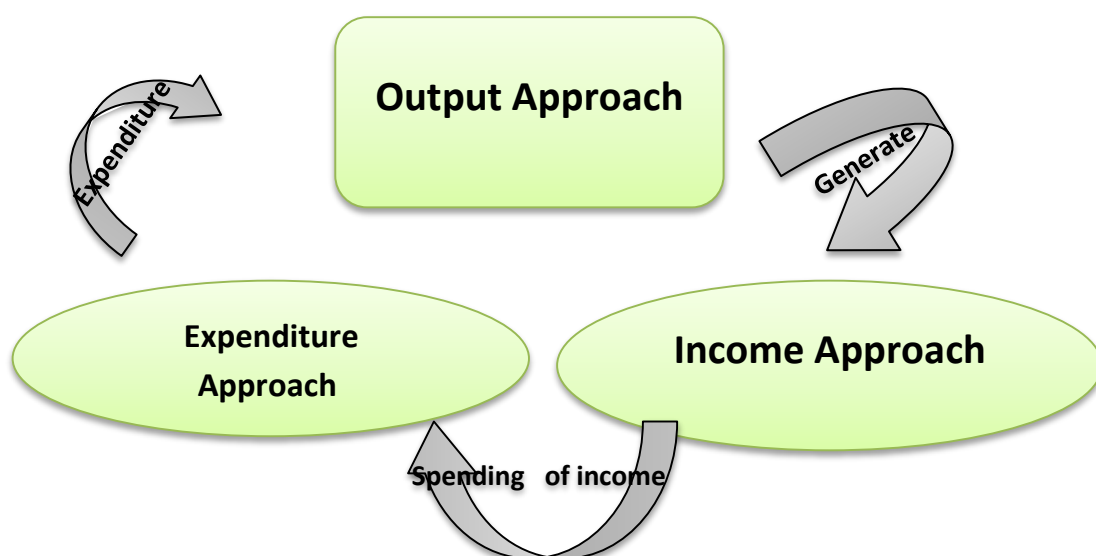 Output Approach
Expenditure
Generate
Expenditure
Approach
Income Approach
Spending of income